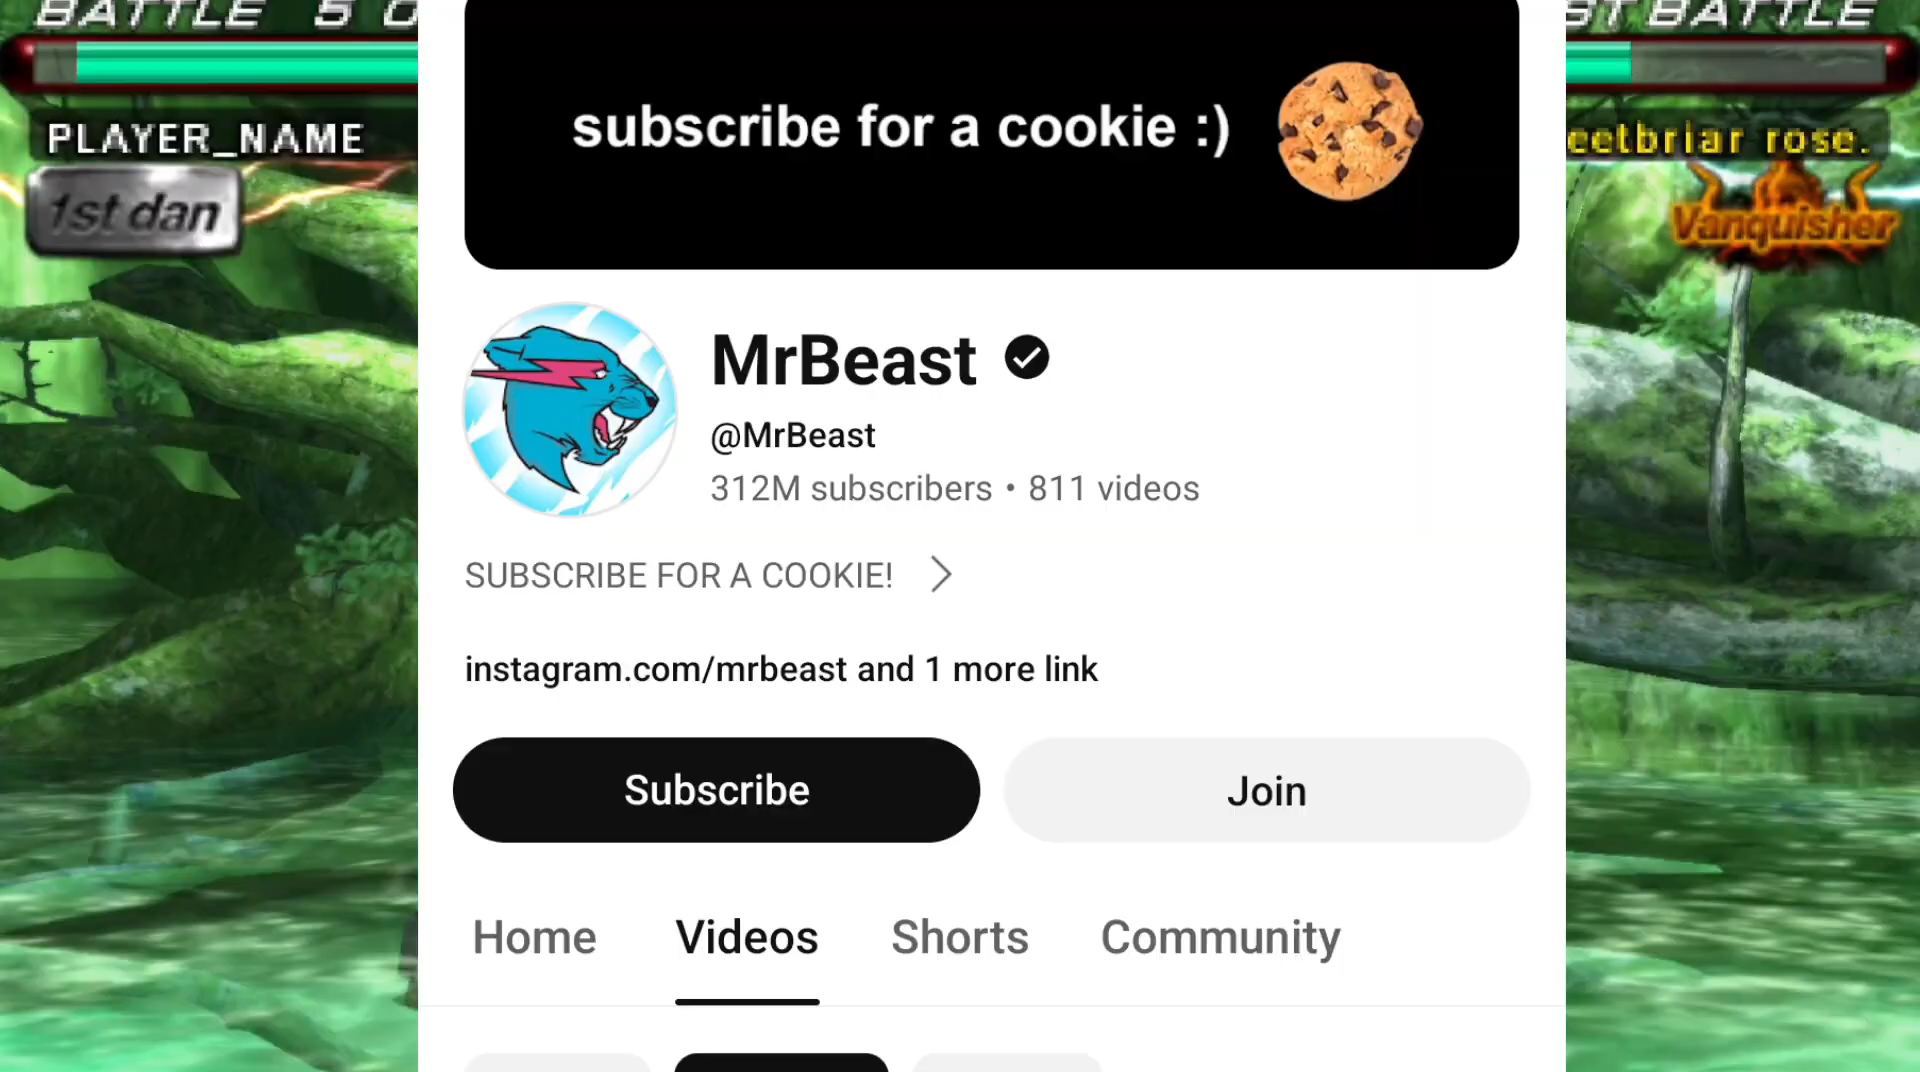 BATTLE 5 O
ST BATTLE
PLAYER_NAME
eetbriar rose.
1st dan
Vanquisher
subscribe for a cookie :)
MrBeast
@MrBeast
312M subscribers • 811 videos
SUBSCRIBE FOR A COOKIE!
instagram.com/mrbeast and 1 more link
Subscribe
Join
Home
Videos
Shorts
Community